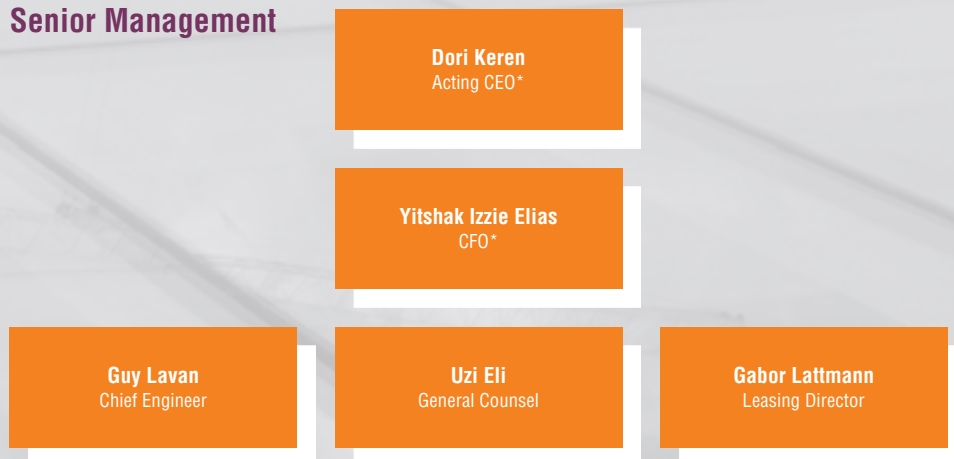 Senior Management
Dori Keren
Acting CEO*
Yitshak Izzie Elias
CFO*
Guy Lavan
Chief Engineer
Uzi Eli
General Counsel
Gabor Lattmann
Leasing Director